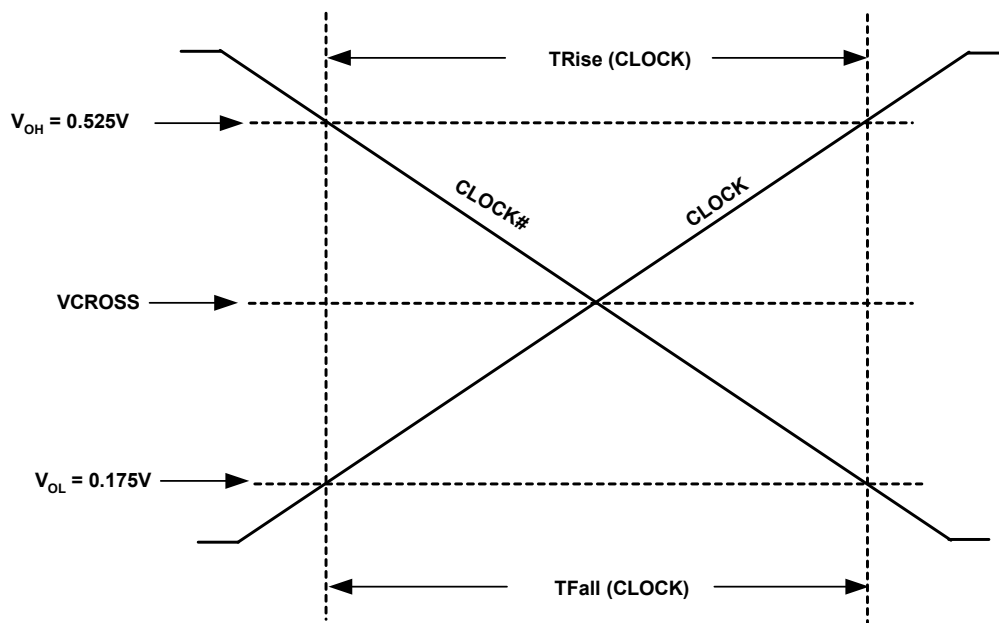 TRise (CLOCK)
VOH = 0.525V
CLOCK#
CLOCK
VCROSS
VOL = 0.175V
TFall (CLOCK)